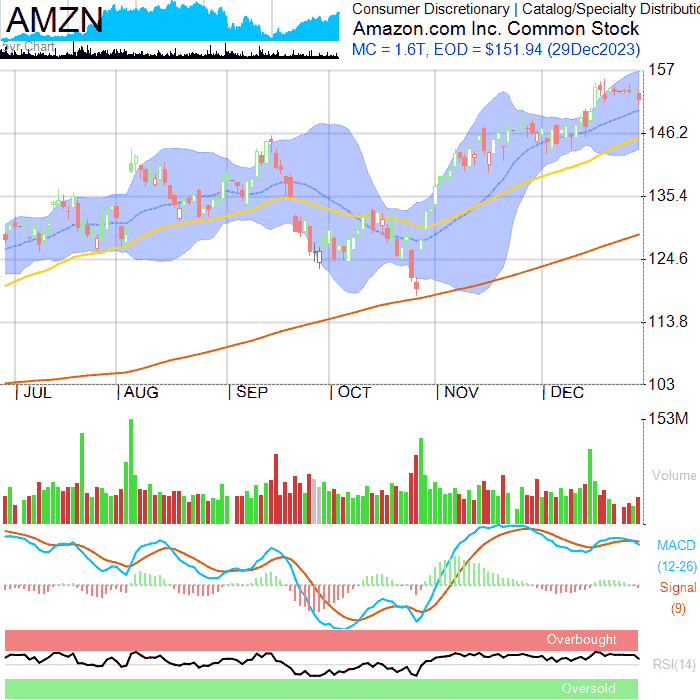 AMZN
Consumer Discretionary | Catalog/Specialty Distributio
Amazon.com Inc. Common Stock
MC = 1.6T, EOD = $151.94 (29Dec2023)
5yr Chart
157
146.2
135.4
124.6
113.8
103
JUL AUG SEP OCT NOV DEC
153M
Volume
MACD
(12-26)
Signal
(9)
Overbought
RSI(14)
Oversold